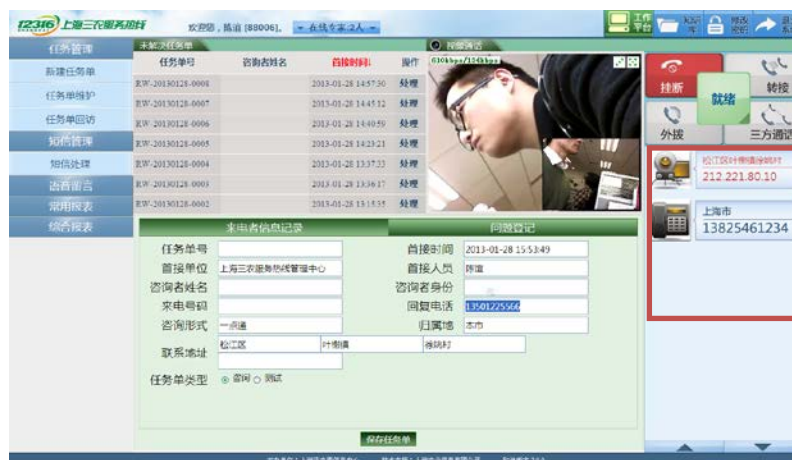 12316 上海三农服务热线
欢迎您，陈谊 [88006]。
在线专家:2人
工作平台
知识库
修改密码
任务管理
新建任务单
任务单维护
任务单回访
短信管理
短信处理
语音留言
常用报表
综合报表
未解决任务单
任务单号 咨询者姓名 首接时间↓ 操作
RW-20130128-0008 2013-01-28 14:57:30 处理
RW-20130128-0007 2013-01-28 14:45:12 处理
RW-20130128-0006 2013-01-28 14:40:59 处理
RW-20130128-0005 2013-01-28 14:23:21 处理
RW-20130128-0004 2013-01-28 13:37:33 处理
RW-20130128-0003 2013-01-28 13:36:17 处理
RW-20130128-0002 2013-01-28 13:15:35 处理
视频通话
挂断
转接
就绪
外拨
三方通话
松江区叶榭镇徐姚村
212.221.80.10
上海市
13825461234
来电者信息记录
问题登记
任务单号
首接时间 2013-01-28 15:53:49
首接单位 上海三农服务热线管理中心
首接人员 陈谊
咨询者姓名
咨询者身份
来电号码
回复电话 13501225566
咨询形式 一点通
归属地 本市
联系地址 松江区 叶榭镇 徐姚村
任务单类型 咨询 测试
保存任务单